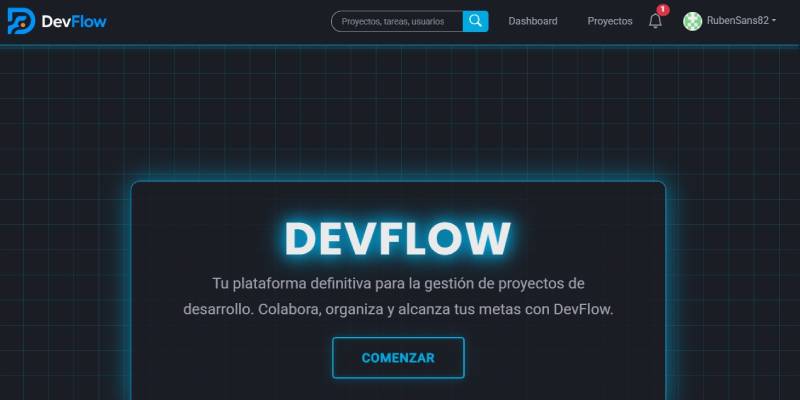 DevFlow
Proyectos, tareas, usuarios
Dashboard
Proyectos
1
RubenSans82
DEVFLOW
Tu plataforma definitiva para la gestión de proyectos de
desarrollo. Colabora, organiza y alcanza tus metas con DevFlow.
COMENZAR